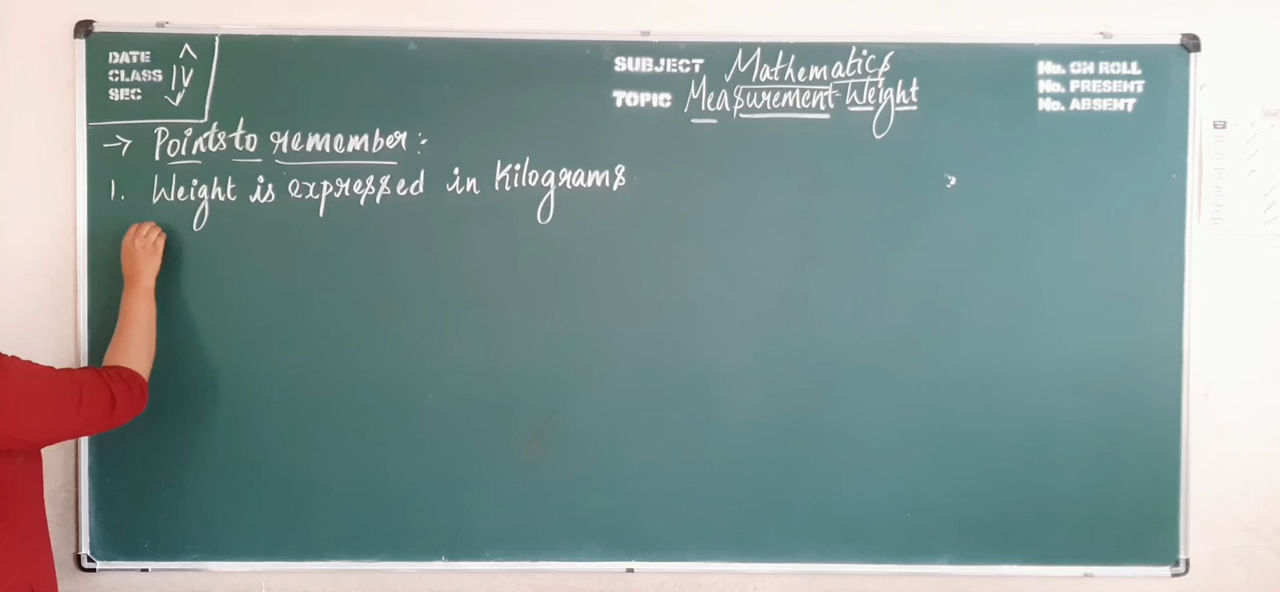 DATE
CLASS IV
SEC
SUBJECT Mathematics
TOPIC Measurement-Weight
No. ON ROLL
No. PRESENT
No. ABSENT
→ Points to remember:-
1. Weight is expressed in Kilograms